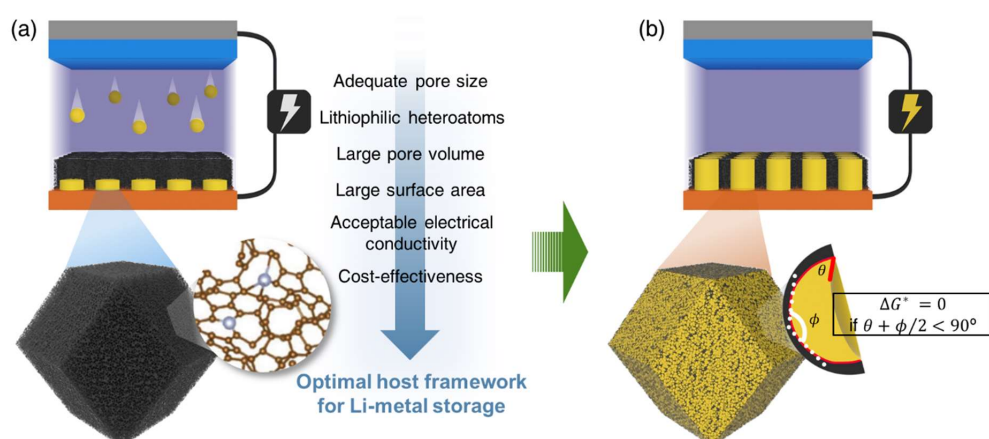 (a)
Adequate pore size
Lithiophilic heteroatoms
Large pore volume
Large surface area
Acceptable electrical
conductivity
Cost-effectiveness
Optimal host framework
for Li-metal storage
(b)
θ
ϕ
ΔG* = 0
if θ + ϕ/2 < 90°